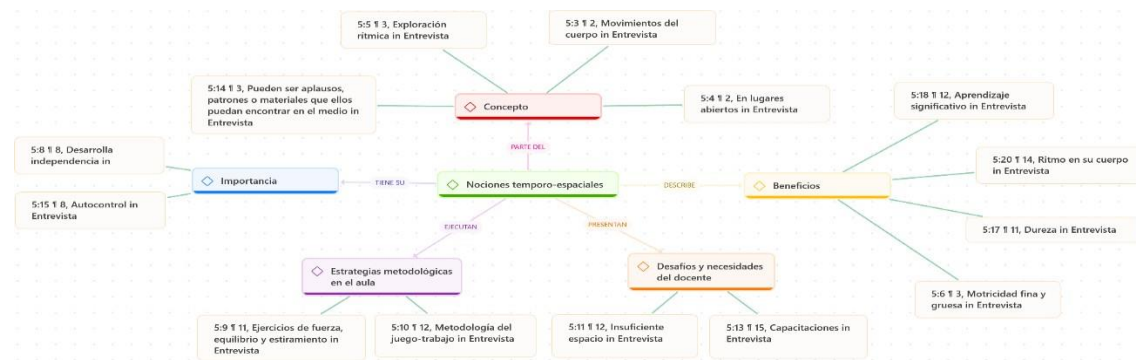 5:5 ¶ 3, Exploración
rítmica in Entrevista
5:3 ¶ 2, Movimientos del
cuerpo in Entrevista
5:14 ¶ 3, Pueden ser aplausos,
patrones o materiales que ellos
puedan encontrar en el medio in
Entrevista
Concepto
5:4 ¶ 2, En lugares
abiertos in Entrevista
5:18 ¶ 12, Aprendizaje
significativo in Entrevista
5:8 ¶ 8, Desarrolla
independencia in
PARTE DEL
5:20 ¶ 14, Ritmo en su cuerpo
in Entrevista
Importancia
TIENE SU
Nociones temporo-espaciales
DESCRIBE
Beneficios
5:15 ¶ 8, Autocontrol in
Entrevista
EJECUTAN
PRESENTAN
5:17 ¶ 11, Dureza in Entrevista
Estrategias metodológicas
en el aula
Desafíos y necesidades
del docente
5:6 ¶ 3, Motricidad fina y
gruesa in Entrevista
5:9 ¶ 11, Ejercicios de fuerza,
equilibrio y estiramiento in
Entrevista
5:10 ¶ 12, Metodología del
juego-trabajo in Entrevista
5:11 ¶ 12, Insuficiente
espacio in Entrevista
5:13 ¶ 15, Capacitaciones in
Entrevista